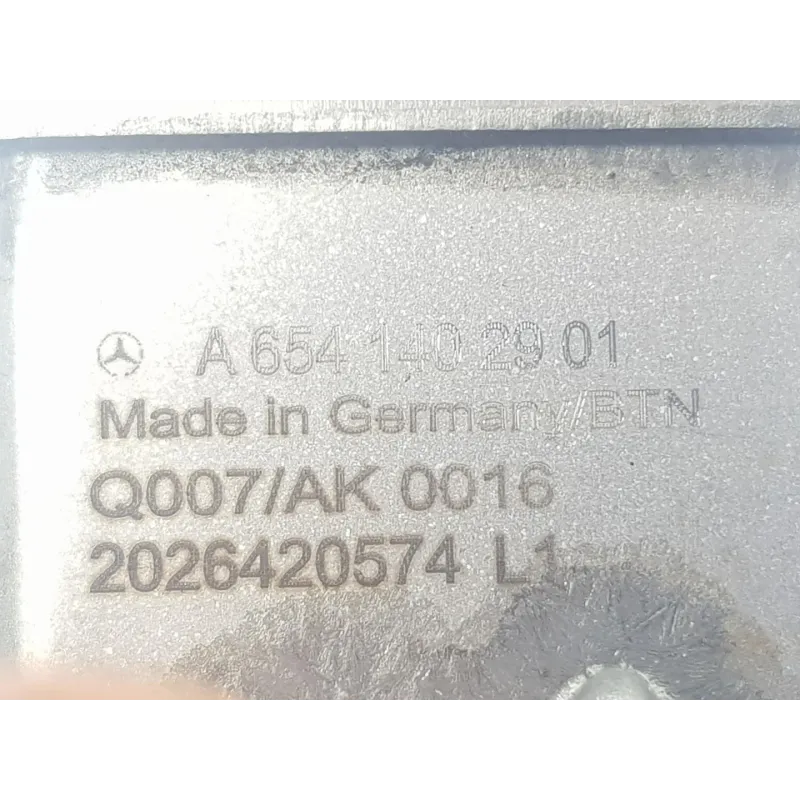 A 654 140 29 01
Made in Germany/BTN
Q007/AK 0016
2026420574 L1